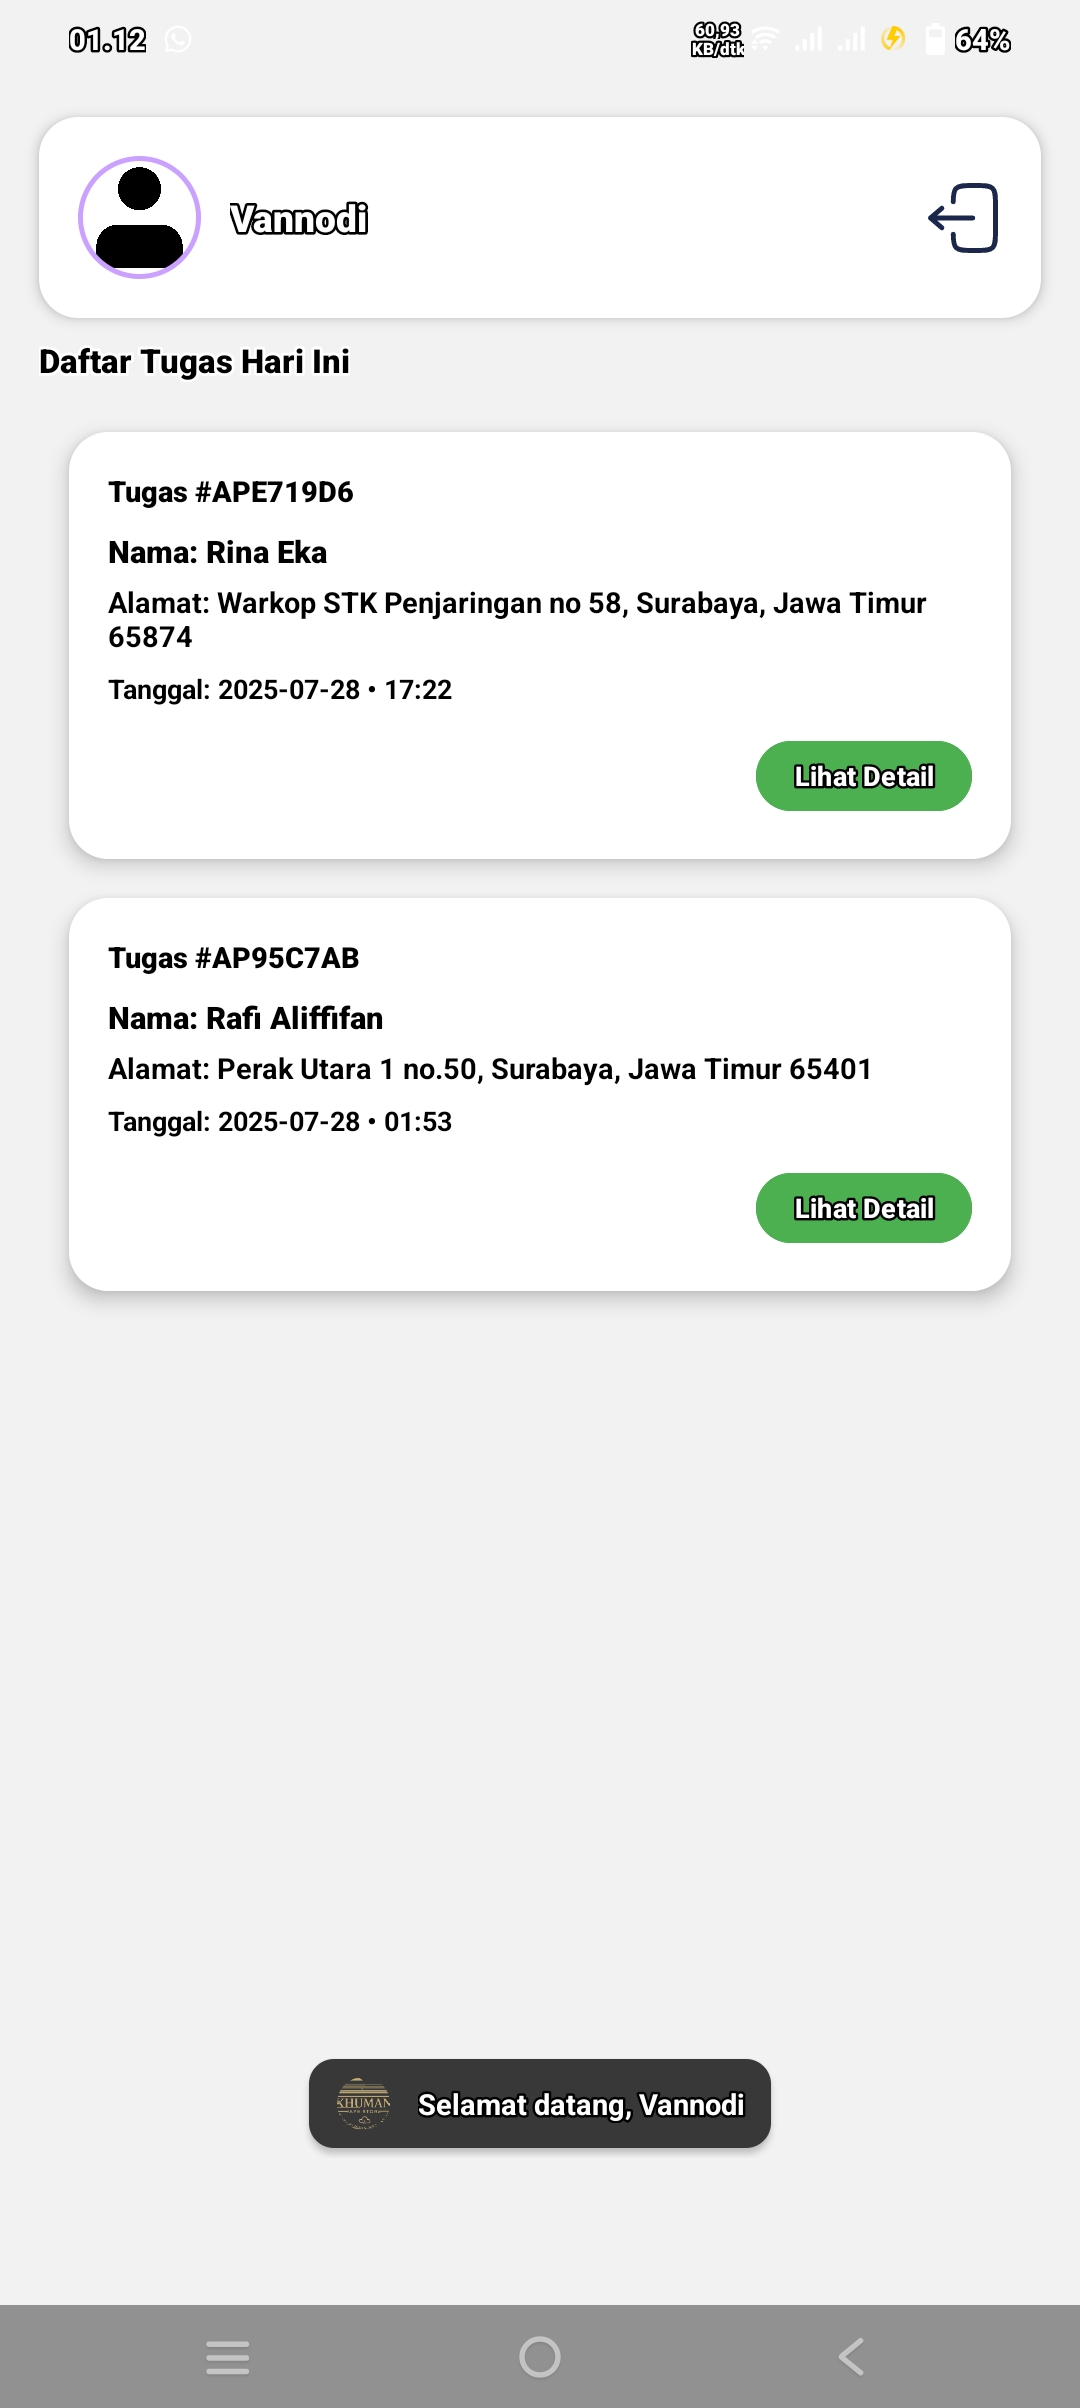 01.12
60,93
KB/dtk
64%
Vannodi
Daftar Tugas Hari Ini
Tugas #APE719D6
Nama: Rina Eka
Alamat: Warkop STK Penjaringan no 58, Surabaya, Jawa Timur
65874
Tanggal: 2025-07-28 • 17:22
Lihat Detail
Tugas #AP95C7AB
Nama: Rafi Aliffifan
Alamat: Perak Utara 1 no.50, Surabaya, Jawa Timur 65401
Tanggal: 2025-07-28 • 01:53
Lihat Detail
KHUMAN
Selamat datang, Vannodi